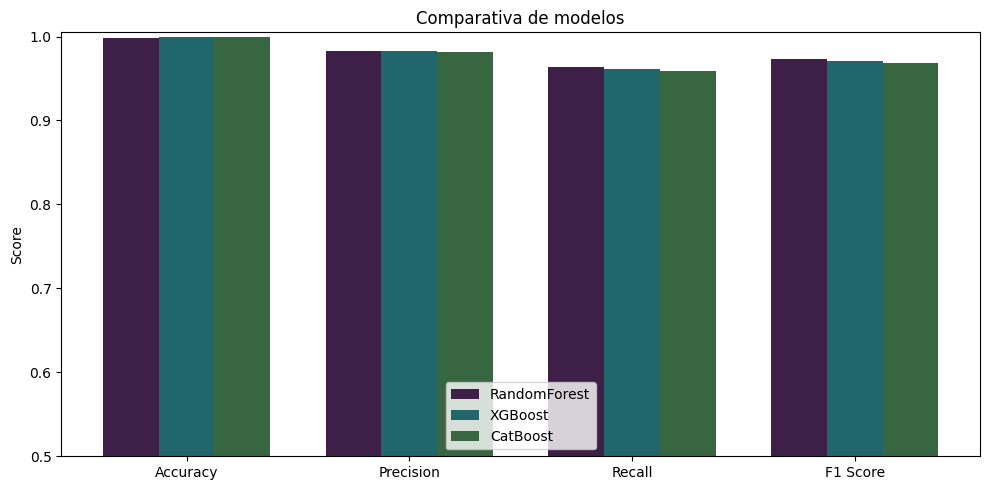 Comparativa de modelos
Score
1.0
0.9
0.8
0.7
0.6
0.5
RandomForest
XGBoost
CatBoost
Accuracy
Precision
Recall
F1 Score